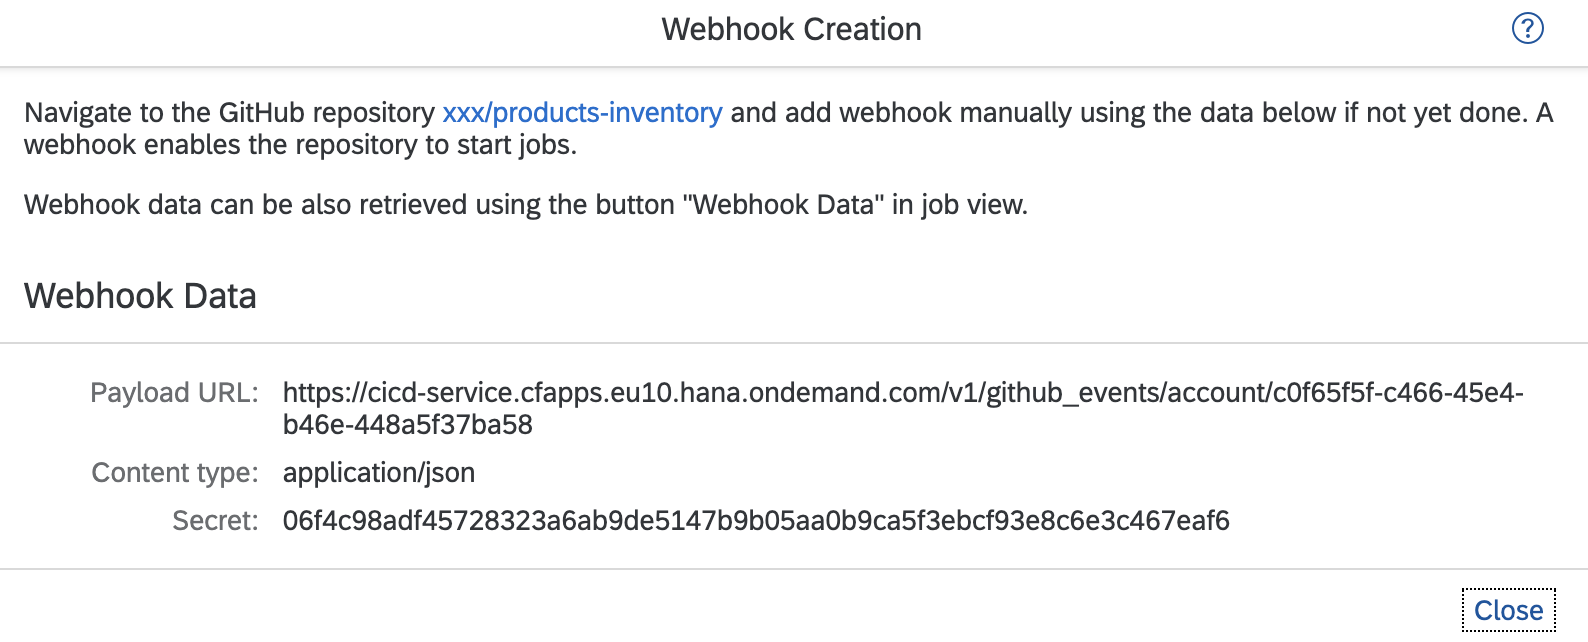 Webhook Creation
?
Navigate to the GitHub repository xxx/products-inventory and add webhook manually using the data below if not yet done. A
webhook enables the repository to start jobs.
Webhook data can be also retrieved using the button "Webhook Data" in job view.
Webhook Data
Payload URL: https://cicd-service.cfapps.eu10.hana.ondemand.com/v1/github_events/account/c0f65f5f-c466-45e4-
b46e-448a5f37ba58
Content type: application/json
Secret: 06f4c98adf45728323a6ab9de5147b9b05aa0b9ca5f3ebcf93e8c6e3c467eaf6
Close